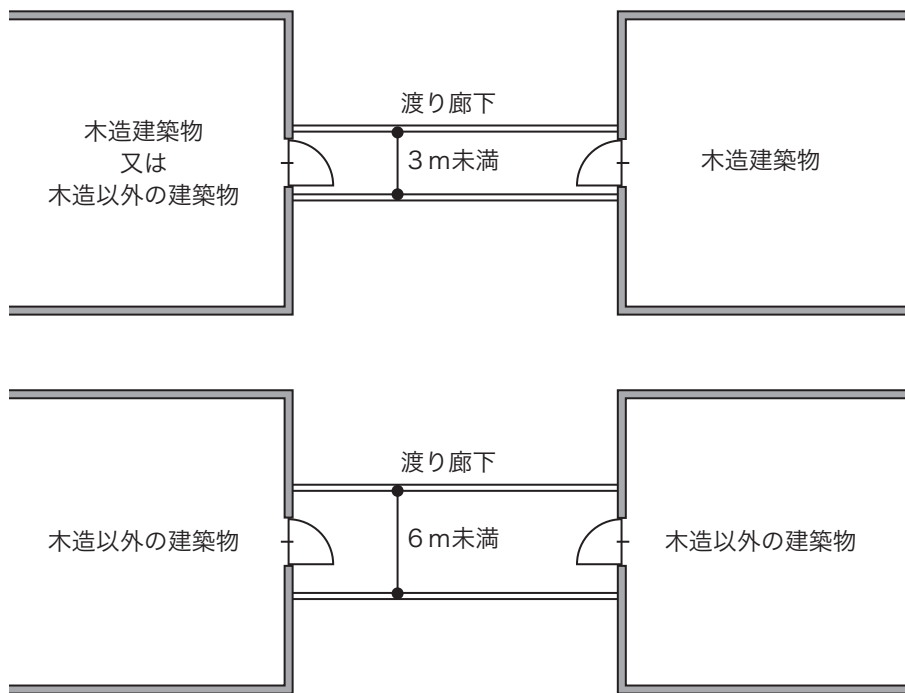 渡り廊下
木造建築物
又は
木造以外の建築物
３ｍ未満
木造建築物
渡り廊下
木造以外の建築物
６ｍ未満
木造以外の建築物